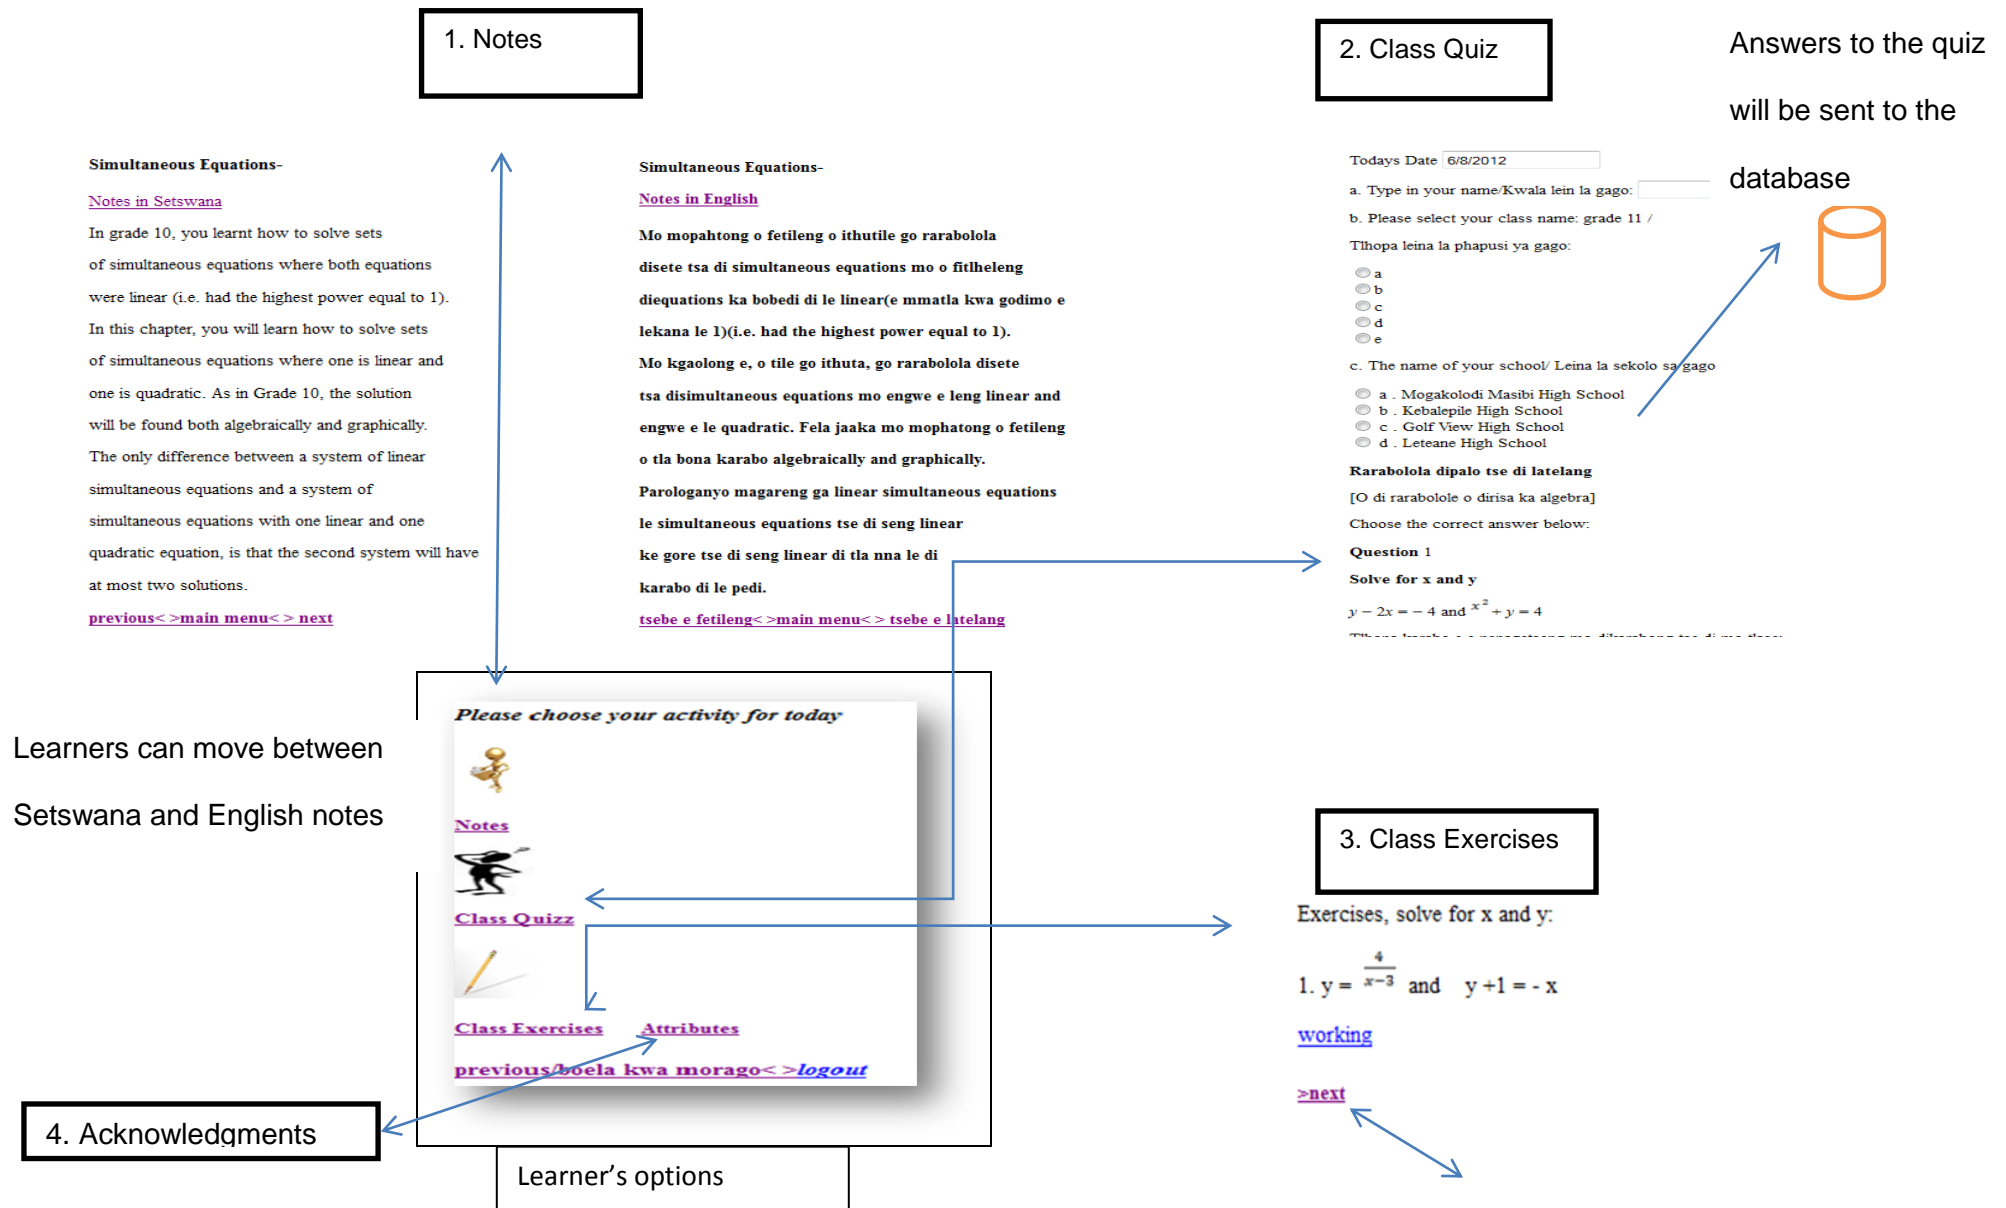 1. Notes
Simultaneous Equations-
Notes in Setswana
In grade 10, you learnt how to solve sets
of simultaneous equations where both equations
were linear (i.e. had the highest power equal to 1).
In this chapter, you will learn how to solve sets
of simultaneous equations where one is linear and
one is quadratic. As in Grade 10, the solution
will be found both algebraically and graphically.
The only difference between a system of linear
simultaneous equations and a system of
simultaneous equations with one linear and one
quadratic equation, is that the second system will have
at most two solutions.
previous< >main menu< > next
Simultaneous Equations-
Notes in English
Mo mopahtong o fetileng o ithutile go rarabolola
disete tsa di simultaneous equations mo o fitlheleng
diequations ka bobedi di le linear(e mmatla kwa godimo e
lekana le 1)(i.e. had the highest power equal to 1).
Mo kgaolong e, o tile go ithuta, go rarabolola disete
tsa disimultaneous equations mo engwe e leng linear and
engwe e le quadratic. Fela jaaka mo mophatong o fetileng
o tla bona karabo algebraically and graphically.
Parologanyo magareng ga linear simultaneous equations
le simultaneous equations tse di seng linear
ke gore tse di seng linear di tla nna le di
karabo di le pedi.
tsebe e fetileng< >main menu< > tsebe e latelang
2. Class Quiz
Todays Date 6/8/2012
a. Type in your name/Kwala lein la gago:
b. Please select your class name: grade 11 /
Tlhopa leina la phapusi ya gago:
a
b
c
d
e
c. The name of your school/ Leina la sekolo sa gago
a . Mogakolodi Masibi High School
b . Kebalepile High School
c . Golf View High School
d . Leteane High School
Rarabolola dipalo tse di latelang
[O di rarabolole o dirisa ka algebra]
Choose the correct answer below:
Question 1
Solve for x and y
y − 2x = − 4 and x² + y = 4
Answers to the quiz
will be sent to the
database
Learners can move between
Setswana and English notes
Please choose your activity for today
Notes
Class Quizz
Class Exercises Attributes
previous/boela kwa morago< >logout
Learner's options
3. Class Exercises
Exercises, solve for x and y:
1. y = 4/(x−3) and y +1 = - x
working
>next
4. Acknowledgments